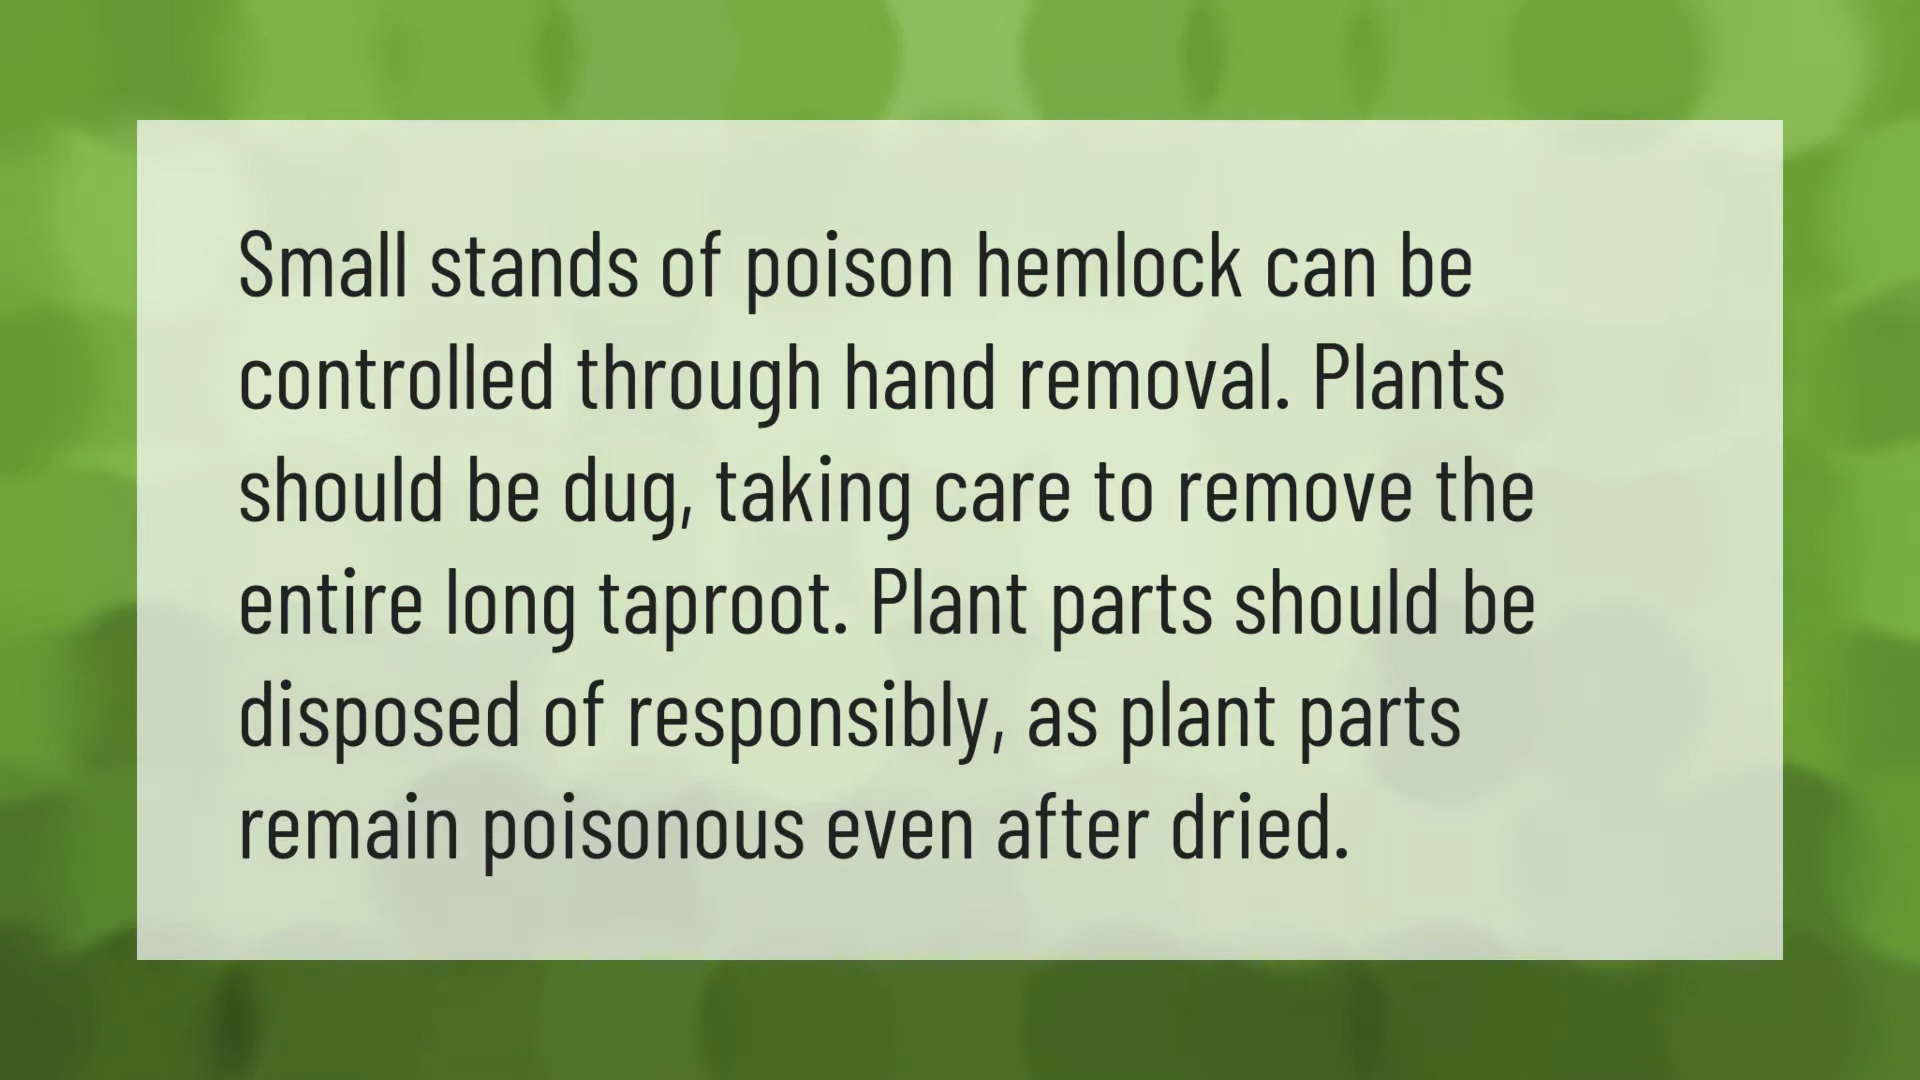 Small stands of poison hemlock can be
controlled through hand removal. Plants
should be dug, taking care to remove the
entire long taproot. Plant parts should be
disposed of responsibly, as plant parts
remain poisonous even after dried.